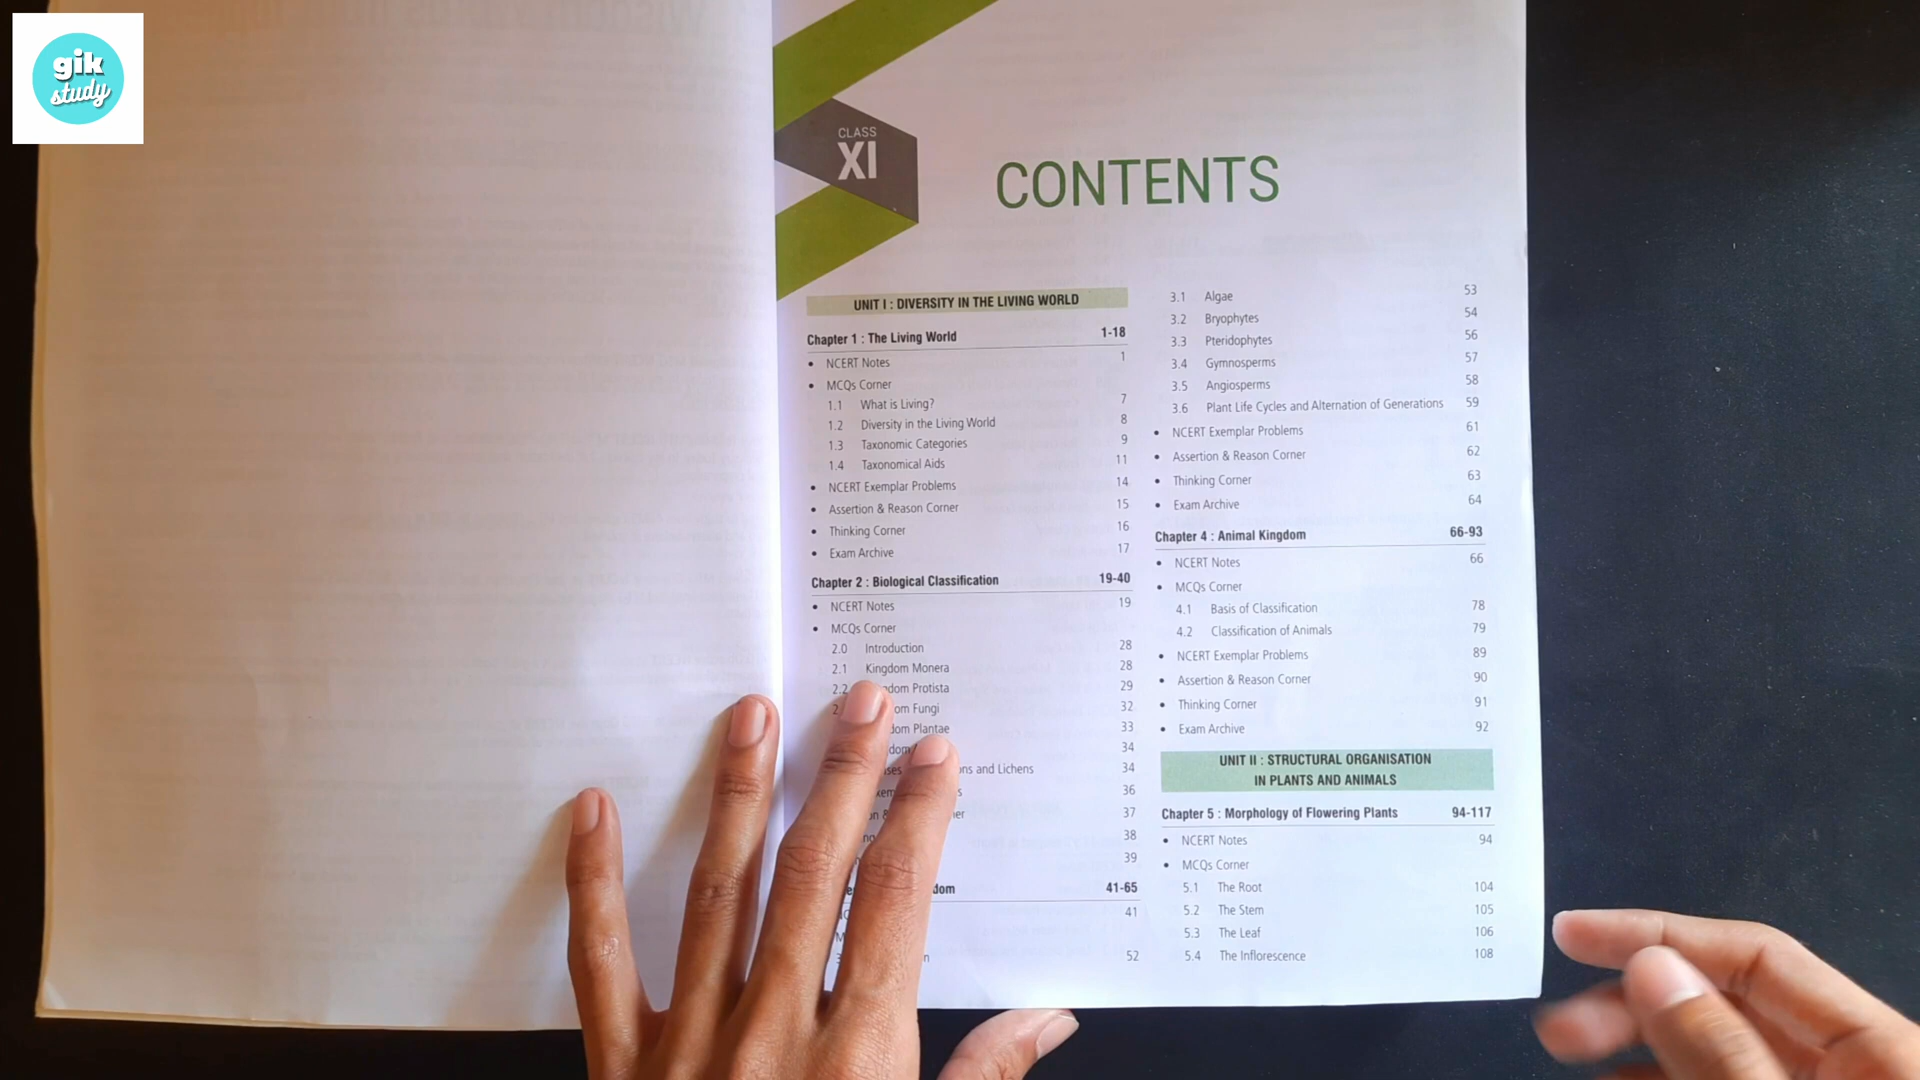 gik
study
CLASS
XI
CONTENTS
UNIT I : DIVERSITY IN THE LIVING WORLD
Chapter 1 : The Living World 1-18
• NCERT Notes 1
• MCQs Corner
1.1 What is Living? 7
1.2 Diversity in the Living World 8
1.3 Taxonomic Categories 9
1.4 Taxonomical Aids 11
• NCERT Exemplar Problems 14
• Assertion & Reason Corner 15
• Thinking Corner 16
• Exam Archive 17
Chapter 2 : Biological Classification 19-40
• NCERT Notes 19
• MCQs Corner
2.0 Introduction 28
2.1 Kingdom Monera 28
2.2 Protista 29
Fungi 32
Plantae 33
34
and Lichens 34
36
37
38
39
41-65
41
52
3.1 Algae 53
3.2 Bryophytes 54
3.3 Pteridophytes 56
3.4 Gymnosperms 57
3.5 Angiosperms 58
3.6 Plant Life Cycles and Alternation of Generations 59
• NCERT Exemplar Problems 61
• Assertion & Reason Corner 62
• Thinking Corner 63
• Exam Archive 64
Chapter 4 : Animal Kingdom 66-93
• NCERT Notes 66
• MCQs Corner
4.1 Basis of Classification 78
4.2 Classification of Animals 79
• NCERT Exemplar Problems 89
• Assertion & Reason Corner 90
• Thinking Corner 91
• Exam Archive 92
UNIT II : STRUCTURAL ORGANISATION
IN PLANTS AND ANIMALS
Chapter 5 : Morphology of Flowering Plants 94-117
• NCERT Notes 94
• MCQs Corner
5.1 The Root 104
5.2 The Stem 105
5.3 The Leaf 106
5.4 The Inflorescence 108